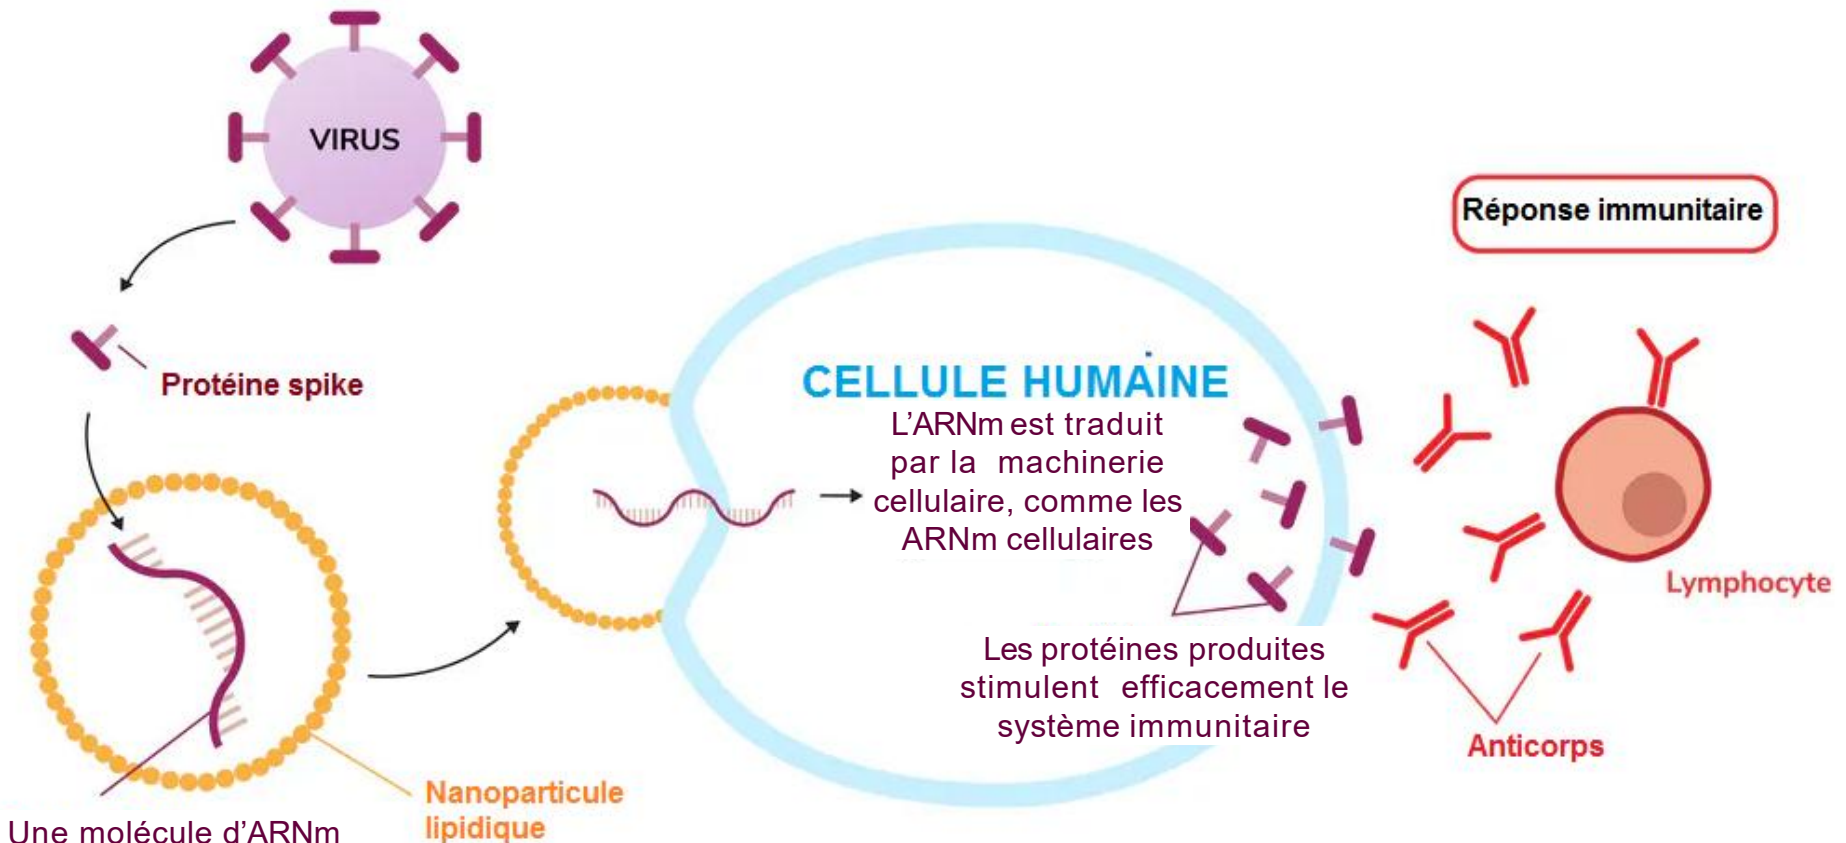 VIRUS
Réponse immunitaire
Protéine spike
CELLULE HUMAINE
L’ARNm est traduit
par la machinerie
cellulaire, comme les
ARNm cellulaires
Lymphocyte
Les protéines produites
stimulent efficacement le
système immunitaire
Anticorps
Nanoparticule
lipidique
Une molécule d’ARNm